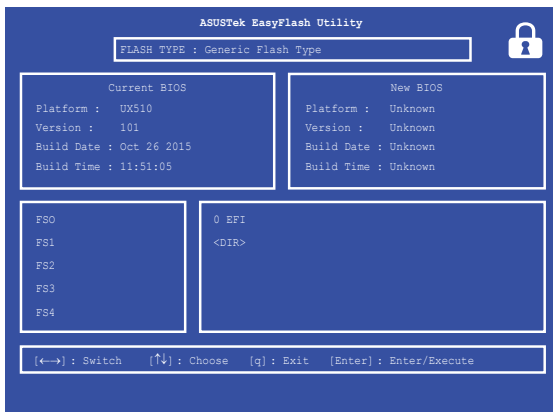 ASUSTek EasyFlash Utility
FLASH TYPE : Generic Flash Type
Current BIOS
Platform : UX510
Version : 101
Build Date : Oct 26 2015
Build Time : 11:51:05
New BIOS
Platform : Unknown
Version : Unknown
Build Date : Unknown
Build Time : Unknown
FSO
FS1
FS2
FS3
FS4
0 EFI
<DIR>
[←→] : Switch [↑↓] : Choose [q] : Exit [Enter] : Enter/Execute